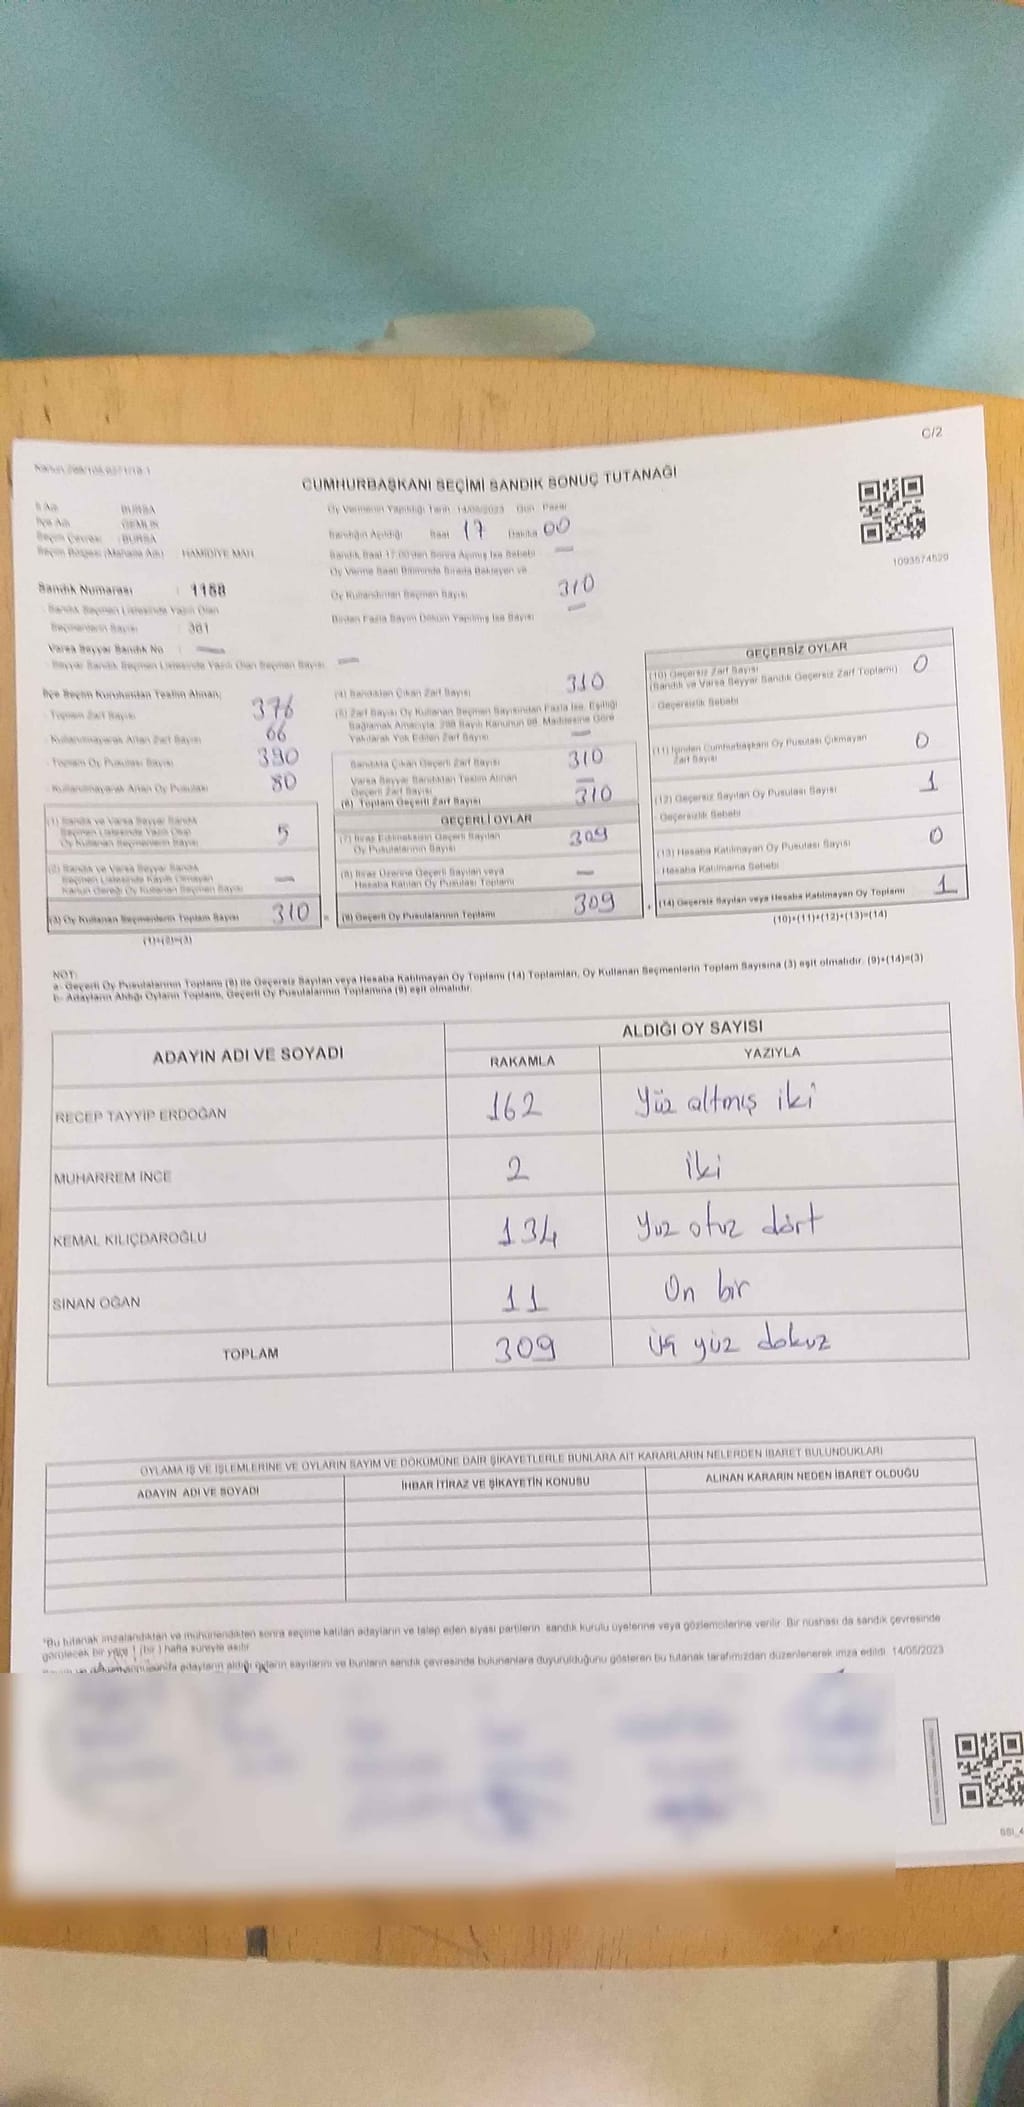 C/2
CUMHURBAŞKANI SEÇİMİ SANDIK SONUÇ TUTANAĞI
1093574529
İl Adı : BURSA
İlçe Adı : GEMLİK
Seçim Çevresi : BURSA
Seçim Bölgesi (Mahalle Adı) : HAMİDİYE MAH
Sandık Numarası : 1158
Sandık Seçmen Listesinde Yazılı Olan
Seçmenlerin Sayısı : 381
Varsa Seyyar Sandık No : —
Seyyar Sandık Seçmen Listesinde Yazılı Olan Seçmen Sayısı —
Oy Vermenin Yapıldığı Tarih 14/05/2023 Gün Pazar
Sandığın Açıldığı Saat 17 Dakika 00
Sandık Saat 17.00'den Sonra Açılmış İse Sebebi —
Oy Verme Saati Bitiminde Sırada Bekleyen ve
Oy Kullandırılan Seçmen Sayısı 310
Birden Fazla Sayım Döküm Yapılmış İse Sayısı —
İlçe Seçim Kurulundan Teslim Alınan;
Toplam Zarf Sayısı 376
Kullanılmayarak Artan Zarf Sayısı 66
Toplam Oy Pusulası Sayısı 390
Kullanılmayarak Artan Oy Pusulası 80
(1) Sandık ve Varsa Seyyar Sandık
Seçmen Listesinde Yazılı Olup
Oy Kullanan Seçmenlerin Sayısı 5
(2) Sandık ve Varsa Seyyar Sandık
Seçmen Listesinde Kayıtlı Olmayan
Kanun Gereği Oy Kullanan Seçmen Sayısı —
(3) Oy Kullanan Seçmenlerin Toplam Sayısı 310
(1)+(2)=(3)
(4) Sandıktan Çıkan Zarf Sayısı 310
(5) Zarf Sayısı Oy Kullanan Seçmen Sayısından Fazla İse, Eşitliği
Sağlamak Amacıyla, 298 Sayılı Kanunun 98. Maddesine Göre
Yakılarak Yok Edilen Zarf Sayısı —
Sandıkta Çıkan Geçerli Zarf Sayısı 310
Varsa Seyyar Sandıktan Teslim Alınan
Geçerli Zarf Sayısı —
(6) Toplam Geçerli Zarf Sayısı 310
GEÇERLİ OYLAR
(7) İtiraz Edilmeksizin Geçerli Sayılan
Oy Pusulalarının Sayısı 309
(8) İtiraz Üzerine Geçerli Sayılan veya
Hesaba Katılan Oy Pusulası Toplamı —
(9) Geçerli Oy Pusulalarının Toplamı 309
GEÇERSİZ OYLAR
(10) Geçersiz Zarf Sayısı 0
(Sandık ve Varsa Seyyar Sandık Geçersiz Zarf Toplamı)
Geçersizlik Sebebi
(11) İçinden Cumhurbaşkanı Oy Pusulası Çıkmayan
Zarf Sayısı 0
(12) Geçersiz Sayılan Oy Pusulası Sayısı 1
Geçersizlik Sebebi
(13) Hesaba Katılmayan Oy Pusulası Sayısı 0
Hesaba Katılmama Sebebi
(14) Geçersiz Sayılan veya Hesaba Katılmayan Oy Toplamı 1
(10)+(11)+(12)+(13)=(14)
NOT:
a- Geçerli Oy Pusulalarının Toplamı (9) ile Geçersiz Sayılan veya Hesaba Katılmayan Oy Toplamı (14) Toplamları, Oy Kullanan Seçmenlerin Toplam Sayısına (3) eşit olmalıdır. (9)+(14)=(3)
b- Adayların Aldığı Oyların Toplamı, Geçerli Oy Pusulalarının Toplamına (9) eşit olmalıdır.
ADAYIN ADI VE SOYADI ALDIĞI OY SAYISI
RAKAMLA YAZIYLA
RECEP TAYYİP ERDOĞAN 162 Yüz altmış iki
MUHARREM İNCE 2 İki
KEMAL KILIÇDAROĞLU 134 Yuz otuz dört
SİNAN OĞAN 11 On bir
TOPLAM 309 üç yüz dokuz
OYLAMA İŞ VE İŞLEMLERİNE VE OYLARIN SAYIM VE DÖKÜMÜNE DAİR ŞİKAYETLERLE BUNLARA AİT KARARLARIN NELERDEN İBARET BULUNDUKLARI
ADAYIN ADI VE SOYADI İHBAR İTİRAZ VE ŞİKAYETİN KONUSU ALINAN KARARIN NEDEN İBARET OLDUĞU
"Bu tutanak imzalandıktan ve mühürlendikten sonra seçime katılan adayların ve talep eden siyasi partilerin sandık kurulu üyelerine veya gözlemcilerine verilir. Bir nüshası da sandık çevresinde
görülecek bir yere 1 (bir) hafta süreyle asılır.
adayların aldığı oyların sayılarını ve bunların sandık çevresinde bulunanlara duyurulduğunu gösteren bu tutanak tarafımızdan düzenlenerek imza edildi. 14/05/2023